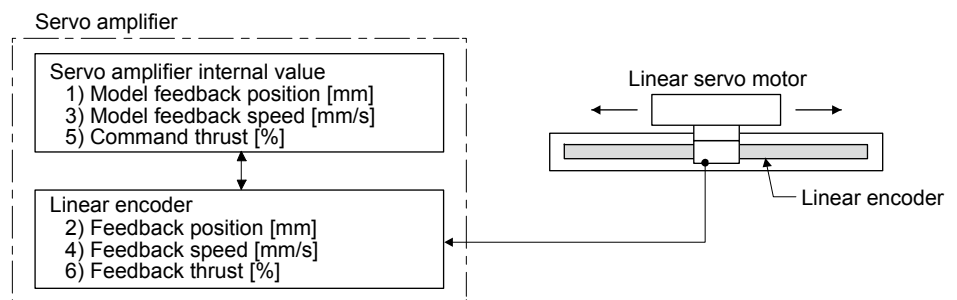 Servo amplifier
Servo amplifier internal value
1) Model feedback position [mm]
3) Model feedback speed [mm/s]
5) Command thrust [%]
Linear encoder
2) Feedback position [mm]
4) Feedback speed [mm/s]
6) Feedback thrust [%]
Linear servo motor
Linear encoder